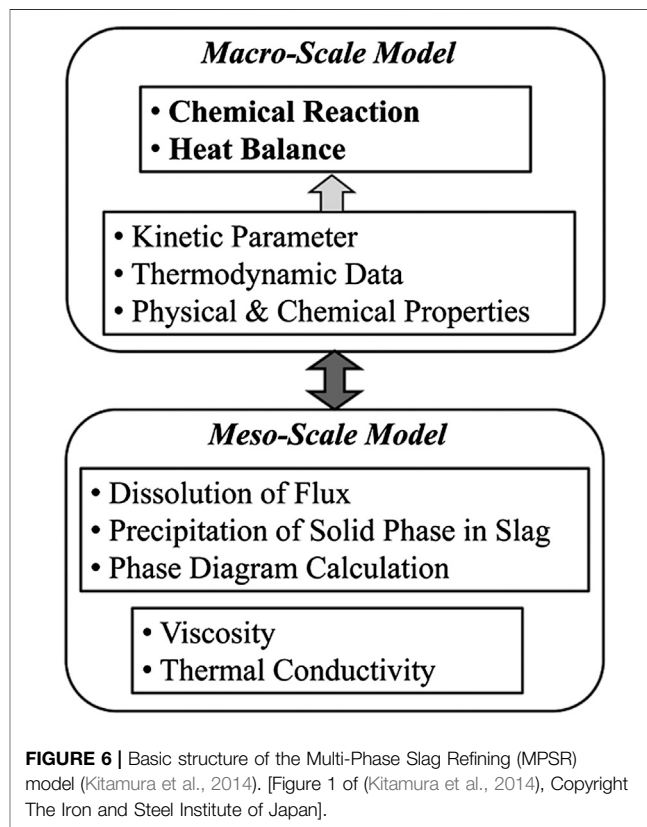 Macro-Scale Model
• Chemical Reaction
• Heat Balance
• Kinetic Parameter
• Thermodynamic Data
• Physical & Chemical Properties
Meso-Scale Model
• Dissolution of Flux
• Precipitation of Solid Phase in Slag
• Phase Diagram Calculation
• Viscosity
• Thermal Conductivity
FIGURE 6 | Basic structure of the Multi-Phase Slag Refining (MPSR)
model (Kitamura et al., 2014). [Figure 1 of (Kitamura et al., 2014), Copyright
The Iron and Steel Institute of Japan].